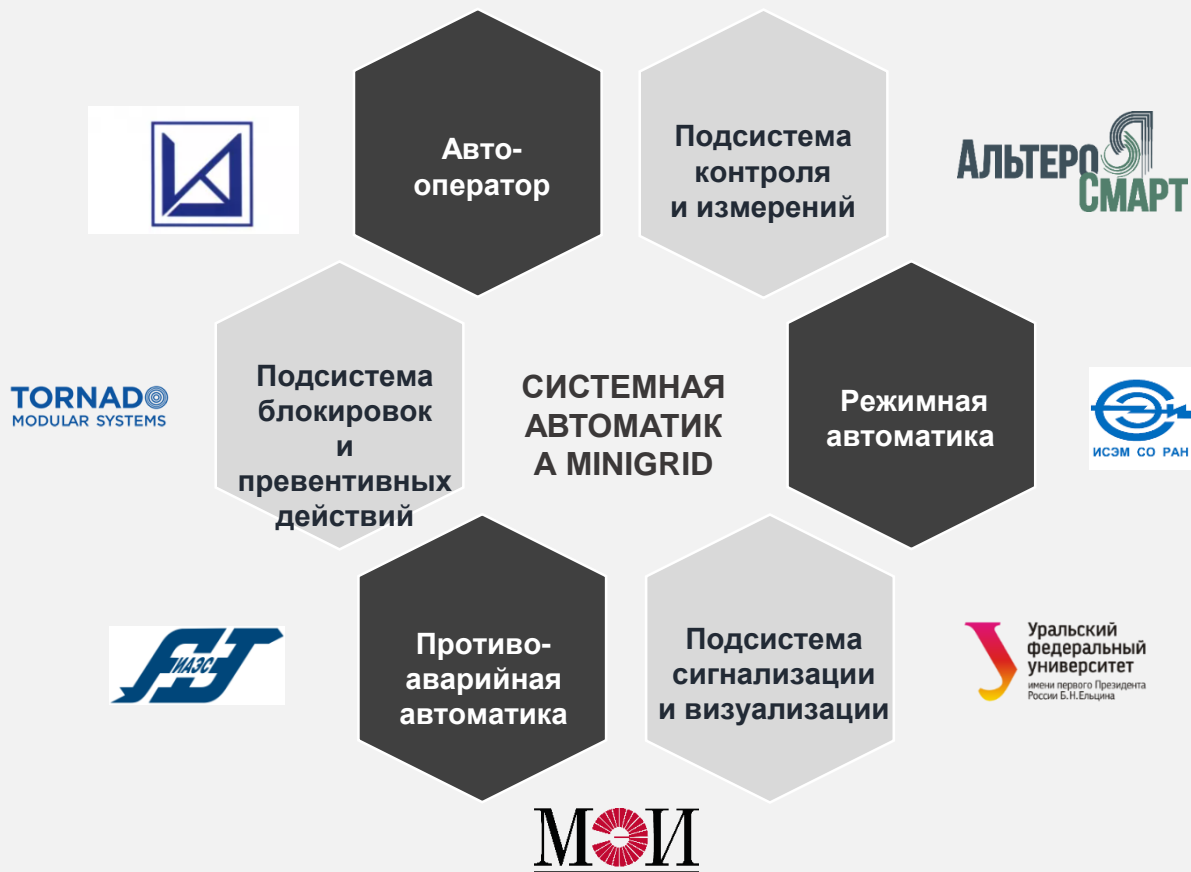 Авто-
оператор
Подсистема
контроля
и измерений
АЛЬТЕРО
СМАРТ
TORNADO
MODULAR SYSTEMS
Подсистема
блокировок
и
превентивных
действий
СИСТЕМНАЯ
АВТОМАТИК
А MINIGRID
Режимная
автоматика
ИСЭМ СО РАН
ИАЭС
Противо-
аварийная
автоматика
Подсистема
сигнализации
и визуализации
Уральский
федеральный
университет
имени первого Президента
России Б.Н.Ельцина
МЭИ